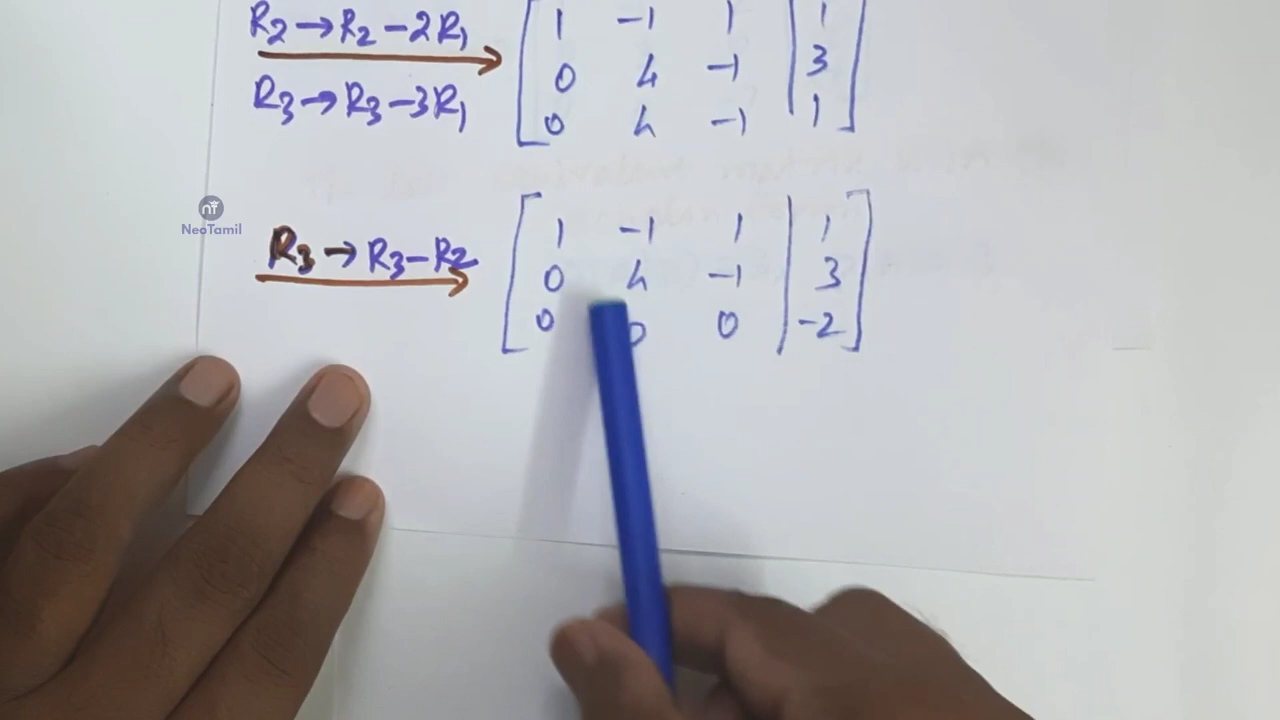 R2 → R2 - 2R1
R3 → R3 - 3R1
1 -1 1 | 1
0 4 -1 | 3
0 4 -1 | 1
NeoTamil
R3 → R3 - R2
1 -1 1 | 1
0 4 -1 | 3
0 0 0 | -2